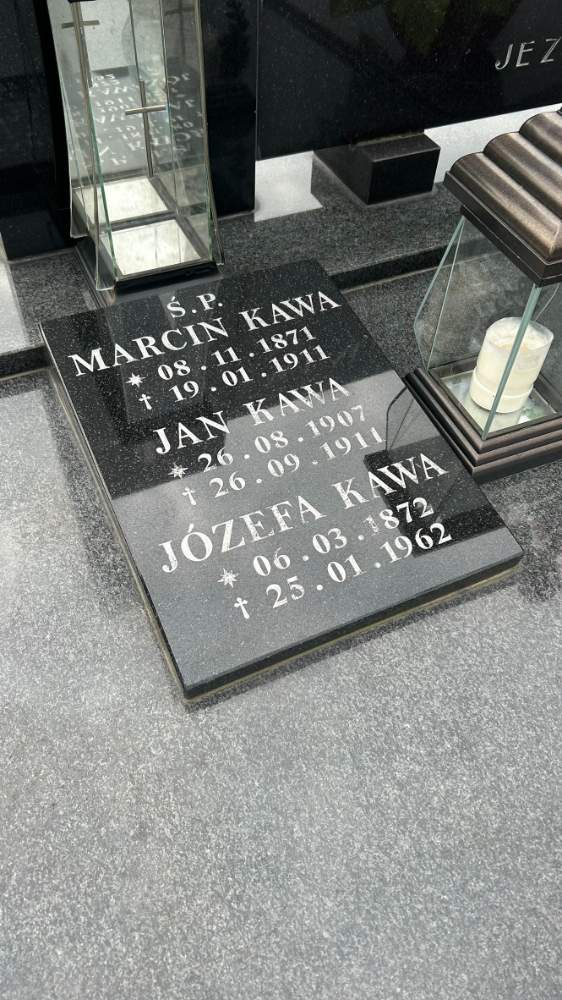 JEZ
Ś.P.
MARCIN KAWA
* 08.11.1871
† 19.01.1911
JAN KAWA
* 26.08.1907
† 26.09.1911
JÓZEFA KAWA
* 06.03.1872
† 25.01.1962